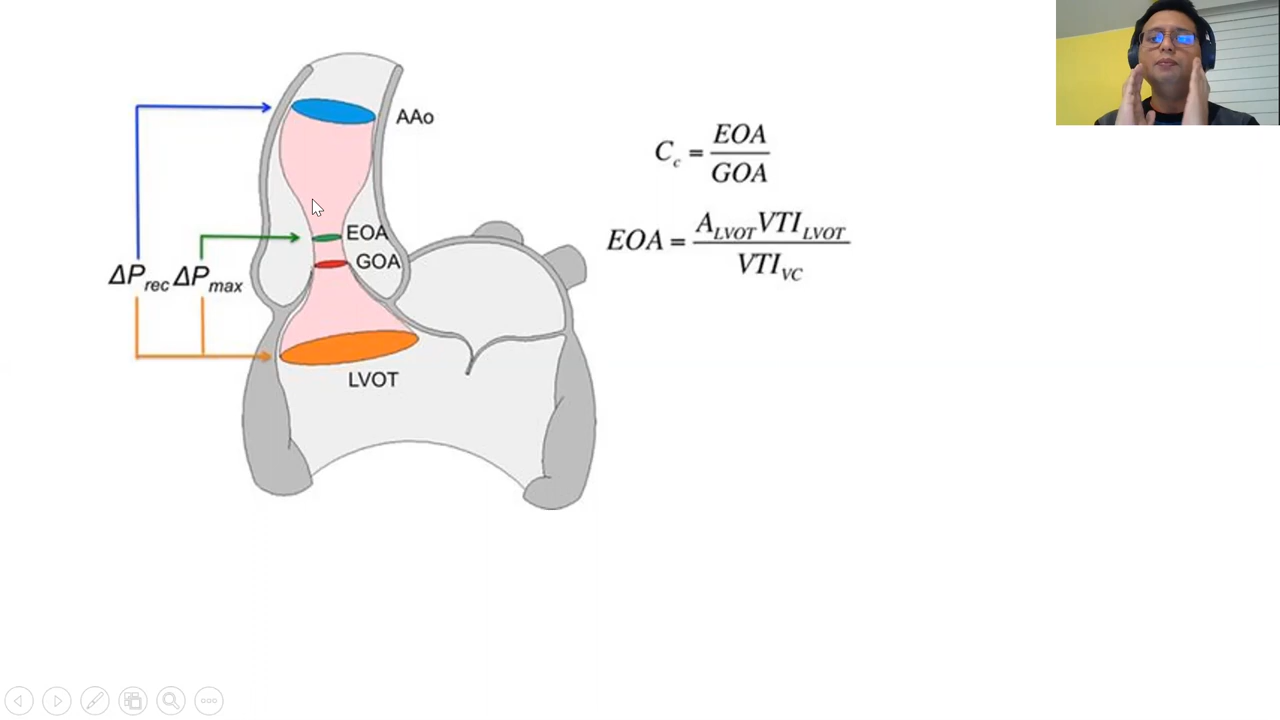 AAo
EOA
GOA
ΔP_rec ΔP_max
LVOT
C_c = EOA / GOA
EOA = A_LVOT VTI_LVOT / VTI_VC